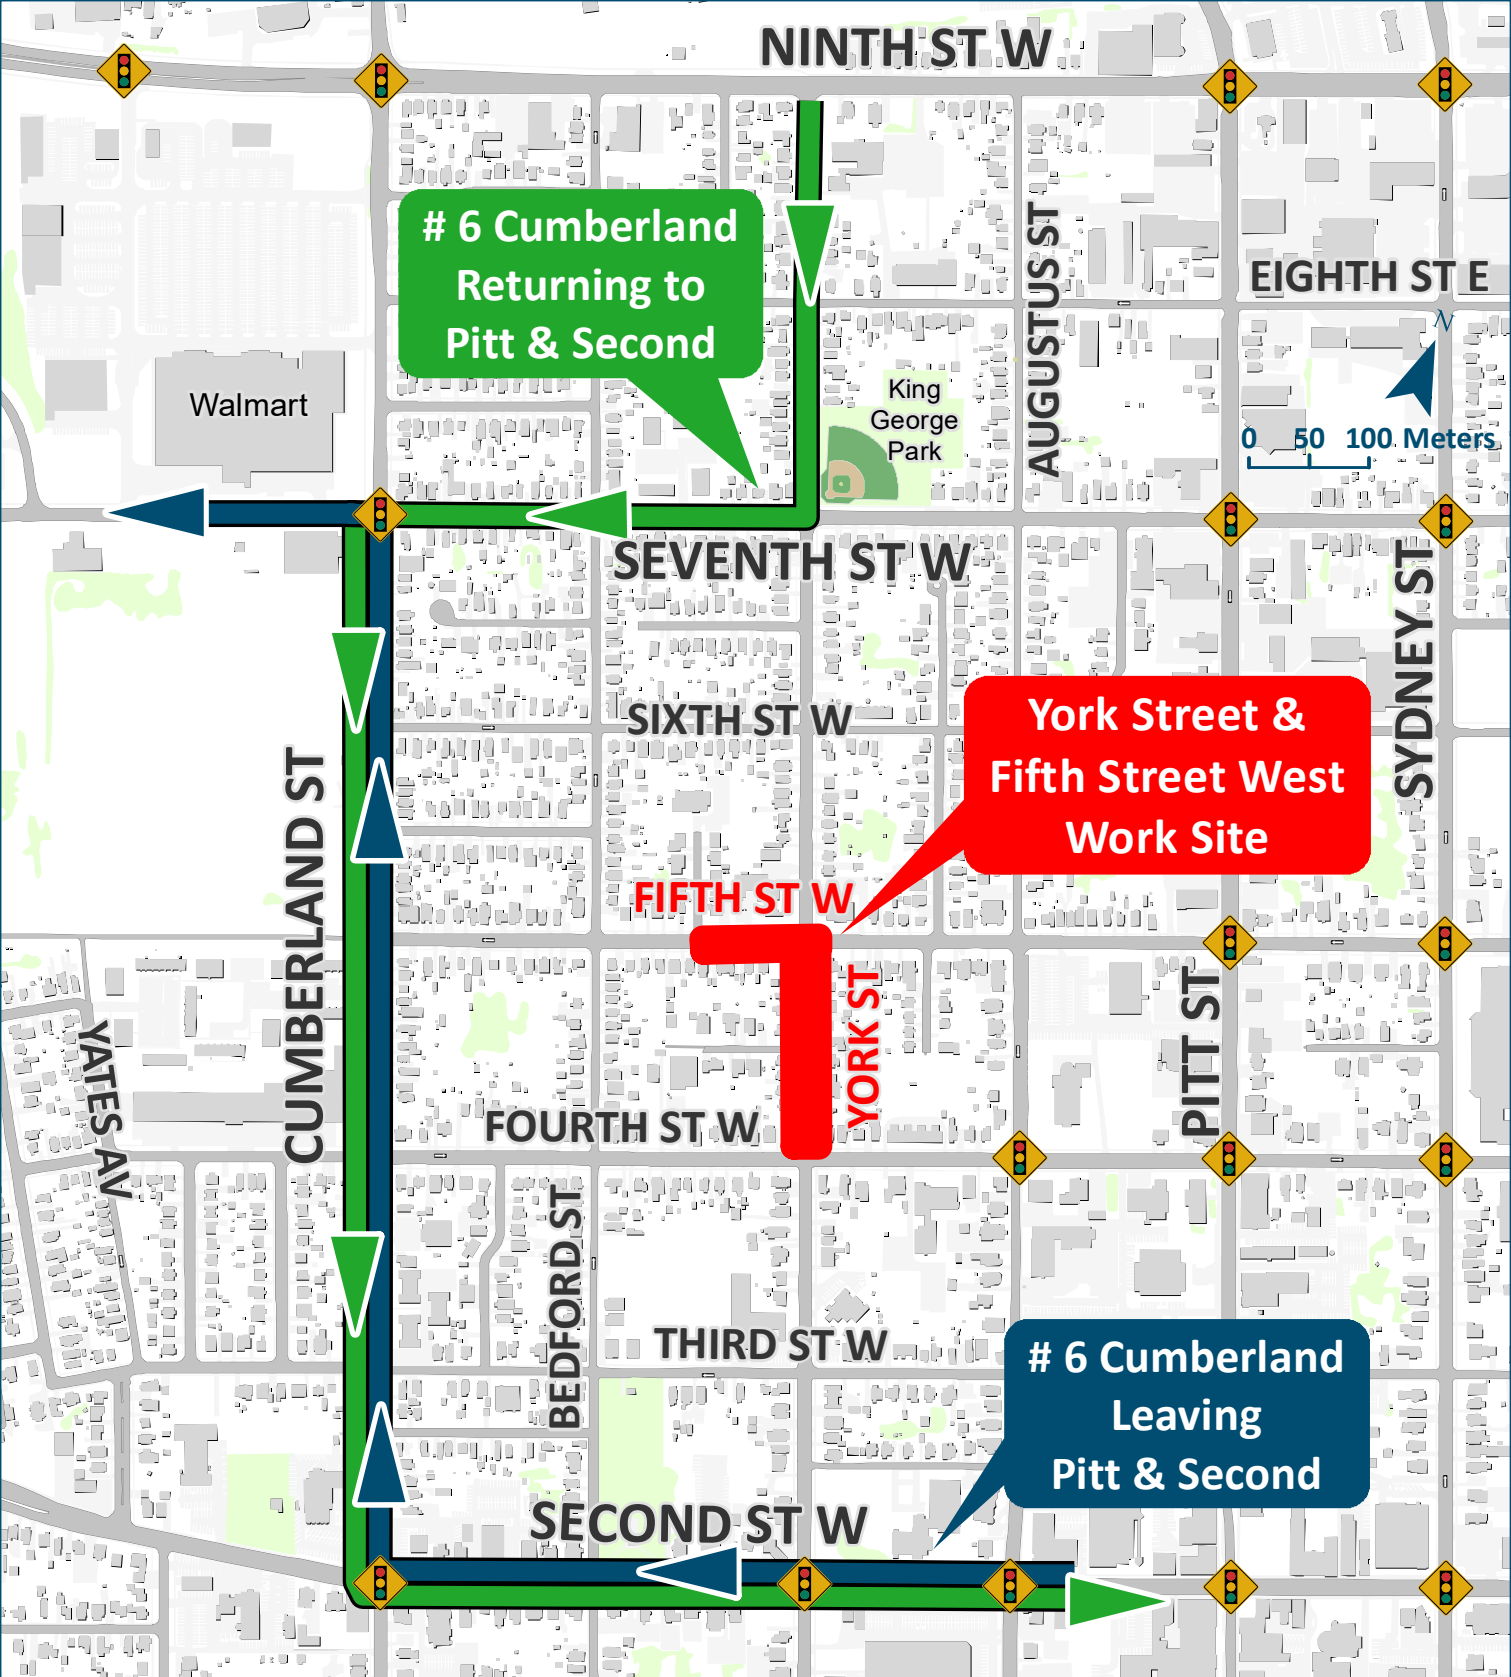 NINTH ST W
# 6 Cumberland
Returning to
Pitt & Second
AUGUSTUS ST
EIGHTH ST E
N
King
George
Park
Walmart
0 50 100 Meters
SEVENTH ST W
SYDNEY ST
York Street &
Fifth Street West
Work Site
SIXTH ST W
CUMBERLAND ST
FIFTH ST W
YORK ST
PITT ST
YATES AV
FOURTH ST W
BEDFORD ST
THIRD ST W
# 6 Cumberland
Leaving
Pitt & Second
SECOND ST W